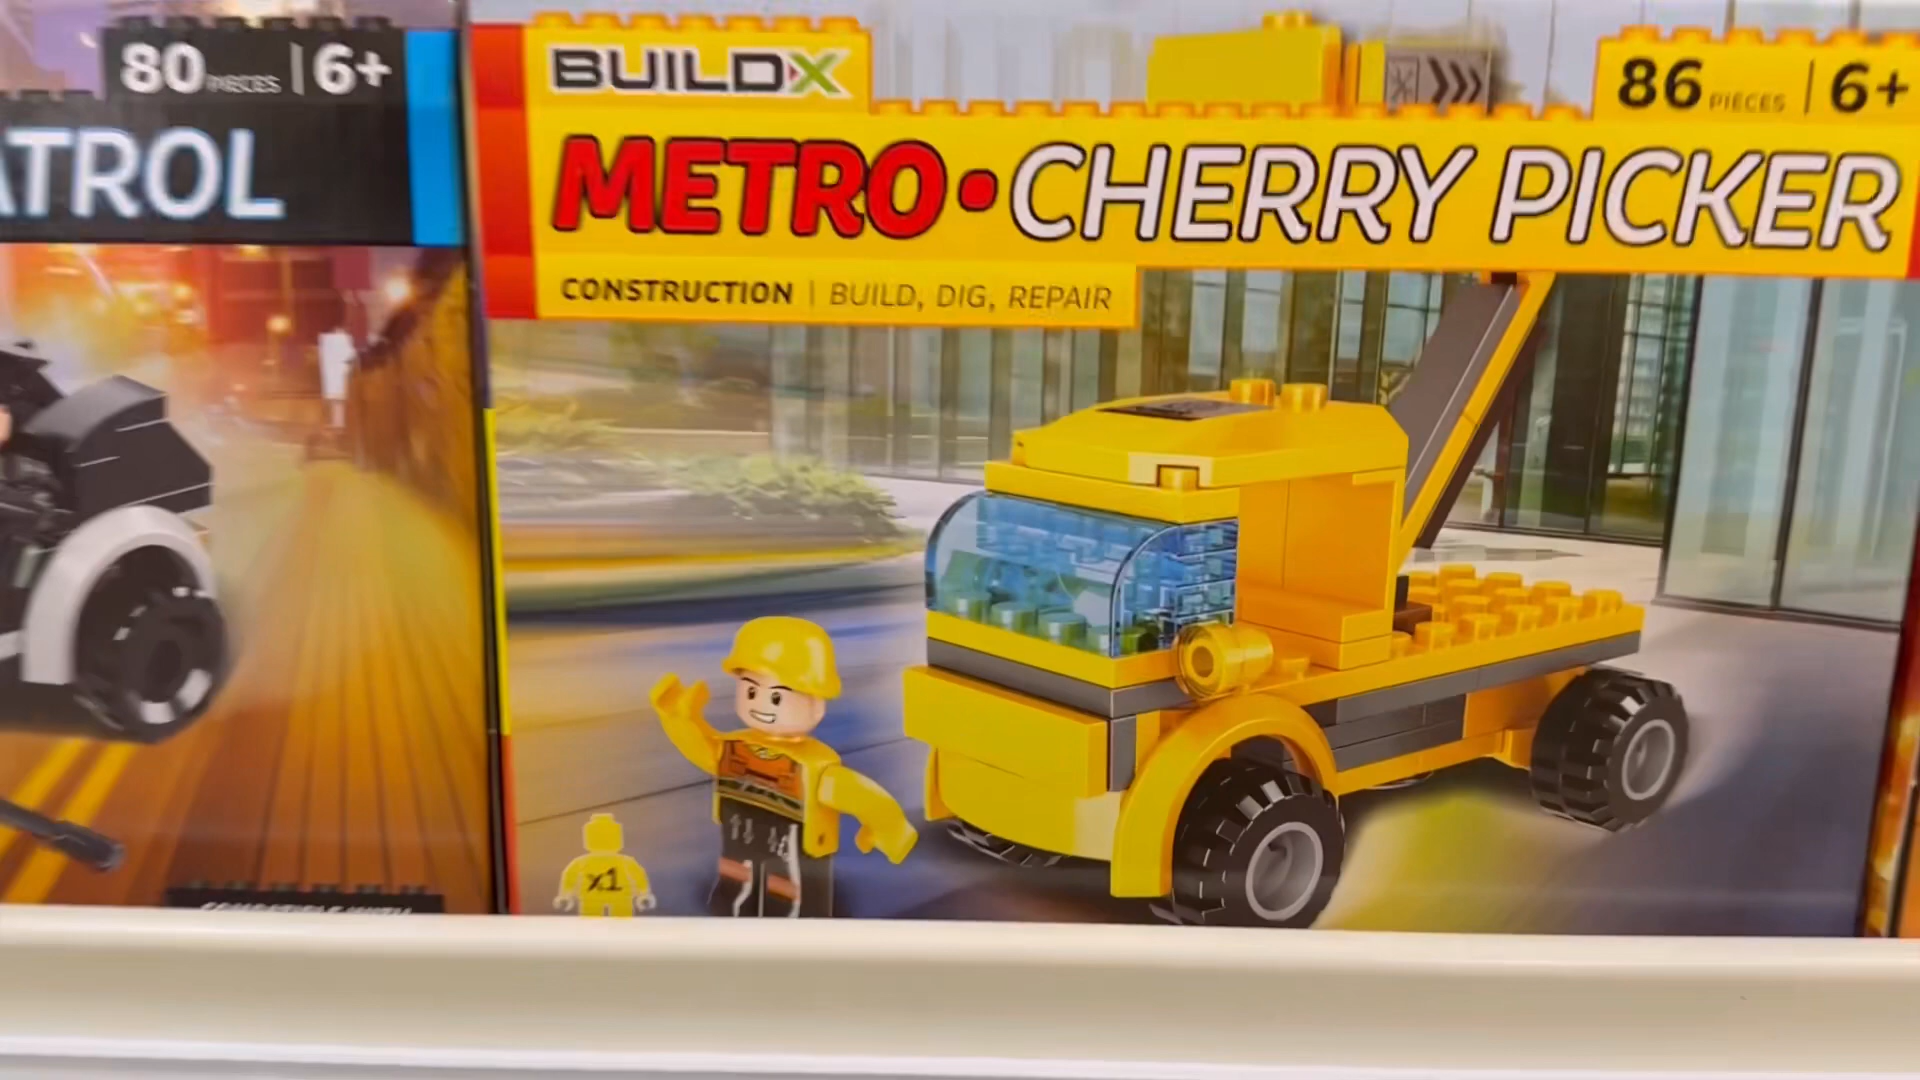 80 PIECES | 6+
ATROL
BUILDX
86 PIECES | 6+
METRO • CHERRY PICKER
CONSTRUCTION | BUILD, DIG, REPAIR
x1